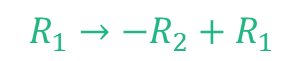 R₁ → −R₂ + R₁